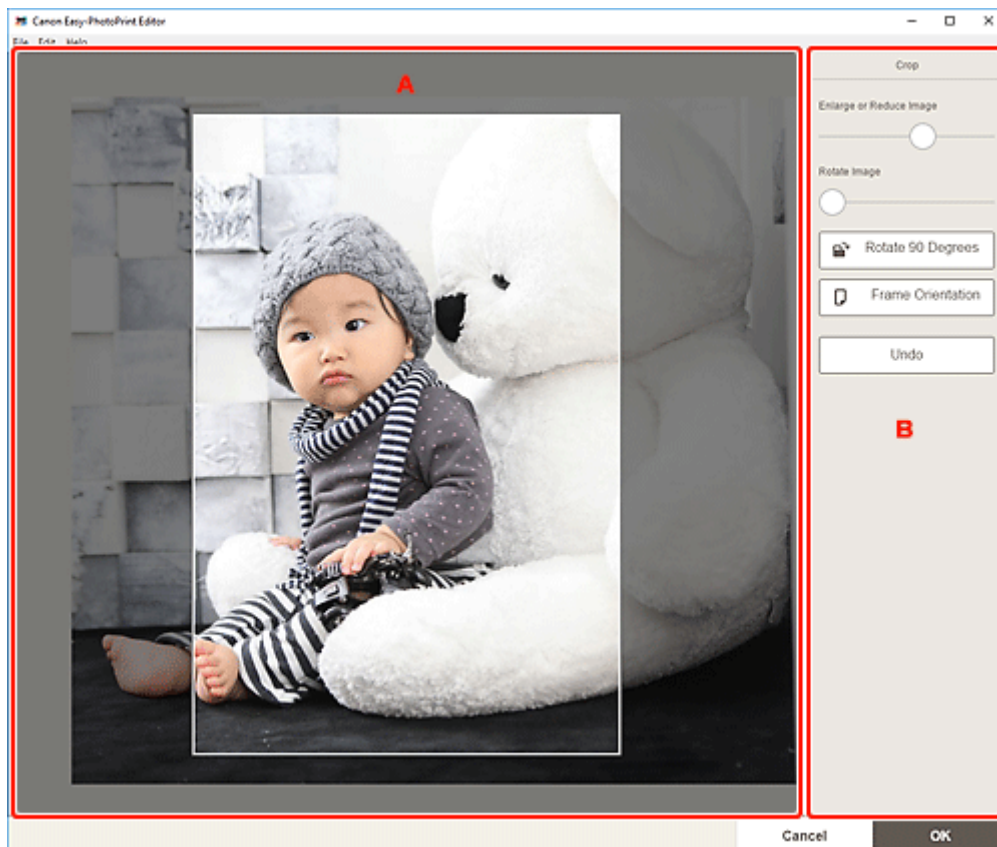 Canon Easy-PhotoPrint Editor
File Edit Help
A
Crop
Enlarge or Reduce Image
Rotate Image
Rotate 90 Degrees
Frame Orientation
Undo
B
Cancel OK